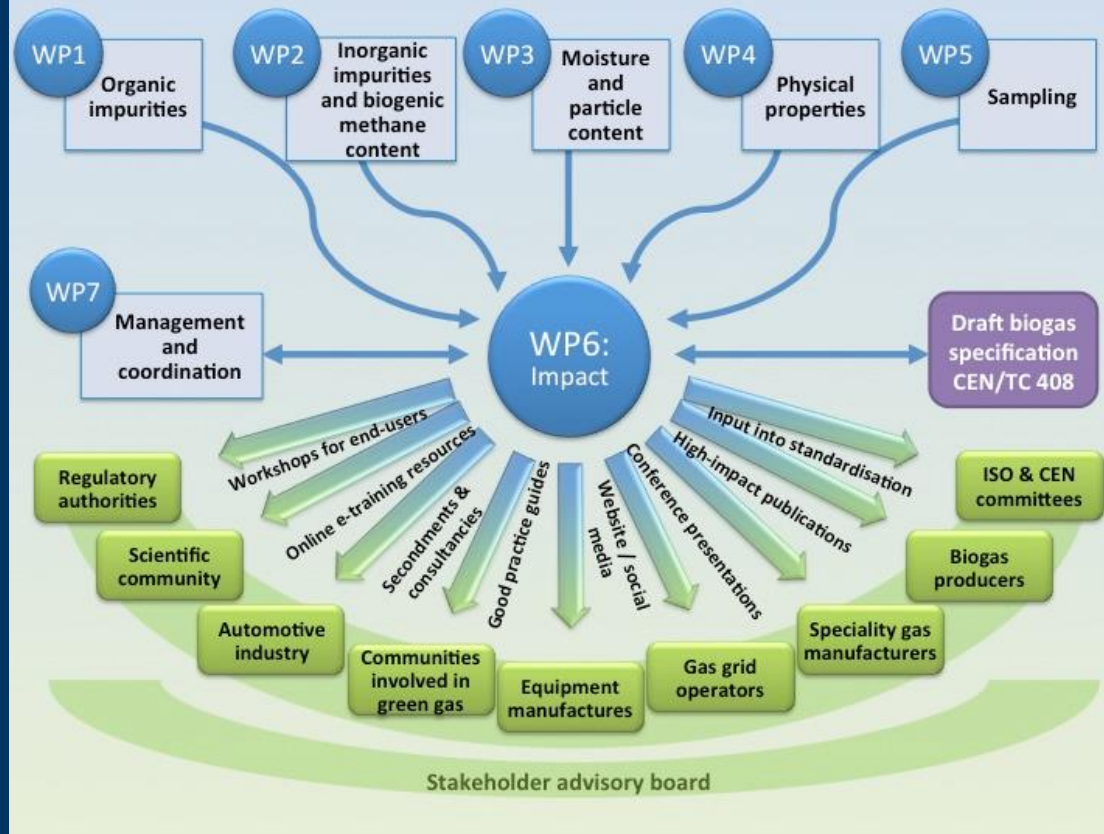 WP1
Organic
impurities
WP2
Inorganic
impurities
and biogenic
methane
content
WP3
Moisture
and
particle
content
WP4
Physical
properties
WP5
Sampling
WP7
Management
and
coordination
WP6:
Impact
Draft biogas
specification
CEN/TC 408
Workshops for end-users
Online e-training resources
Secondments &
consultancies
Good practice guides
Website / social
media
Conference presentations
High-impact publications
Input into standardisation
Regulatory
authorities
Scientific
community
Automotive
industry
Communities
involved in
green gas
Equipment
manufactures
Gas grid
operators
Speciality gas
manufacturers
Biogas
producers
ISO & CEN
committees
Stakeholder advisory board